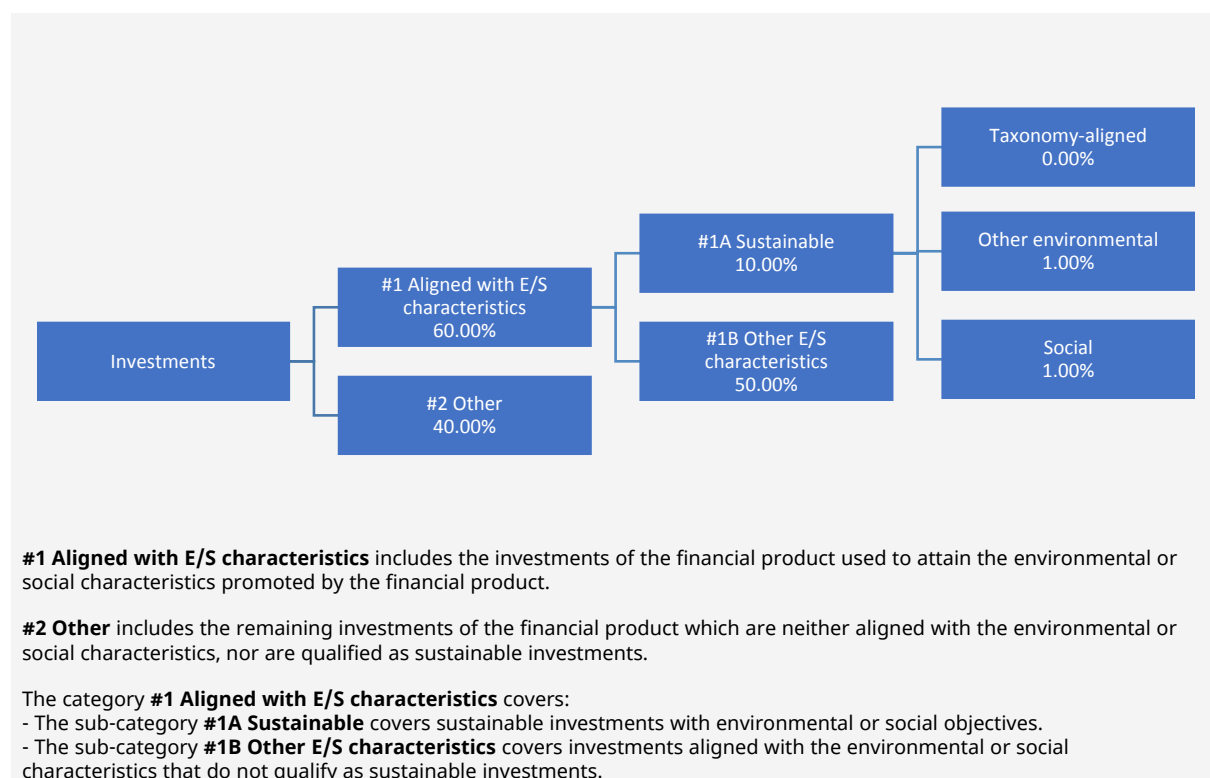 Investments
#1 Aligned with E/S
characteristics
60.00%
#2 Other
40.00%
#1A Sustainable
10.00%
#1B Other E/S
characteristics
50.00%
Taxonomy-aligned
0.00%
Other environmental
1.00%
Social
1.00%
#1 Aligned with E/S characteristics includes the investments of the financial product used to attain the environmental or
social characteristics promoted by the financial product.
#2 Other includes the remaining investments of the financial product which are neither aligned with the environmental or
social characteristics, nor are qualified as sustainable investments.
The category #1 Aligned with E/S characteristics covers:
- The sub-category #1A Sustainable covers sustainable investments with environmental or social objectives.
- The sub-category #1B Other E/S characteristics covers investments aligned with the environmental or social
characteristics that do not qualify as sustainable investments.